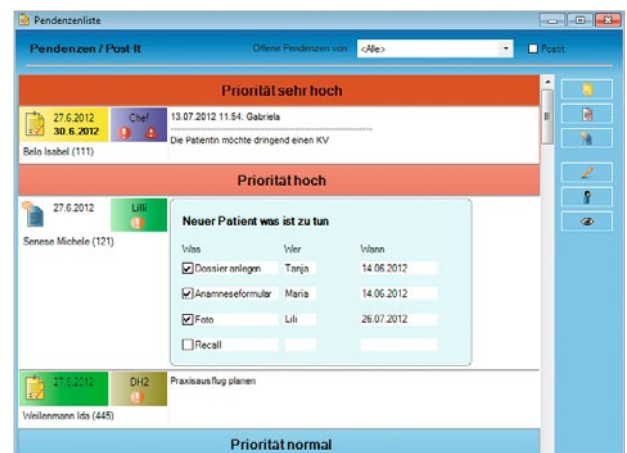 Pendenzenliste
Pendenzen / Post-It Offene Pendenzen von <Alle> Postit
Priorität sehr hoch
27.6.2012 Chef 13.07.2012 11:54. Gabriela
30.6.2012
Die Patientin möchte dringend einen KV
Belo Isabel (111)
Priorität hoch
27.6.2012 Lilli
Neuer Patient was ist zu tun
Senese Michele (121)
Was Wer Wann
Dossier anlegen Tanja 14.06.2012
Anamneseformular Maria 14.06.2012
Foto Lili 26.07.2012
Recall
27.6.2012 DH2 Praxisausflug planen
Weilenmann Ida (445)
Priorität normal